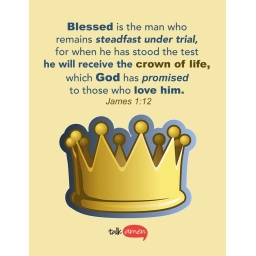 Blessed is the man who
remains steadfast under trial,
for when he has stood the test
he will receive the crown of life,
which God has promised
to those who love him.
James 1:12
talk amen